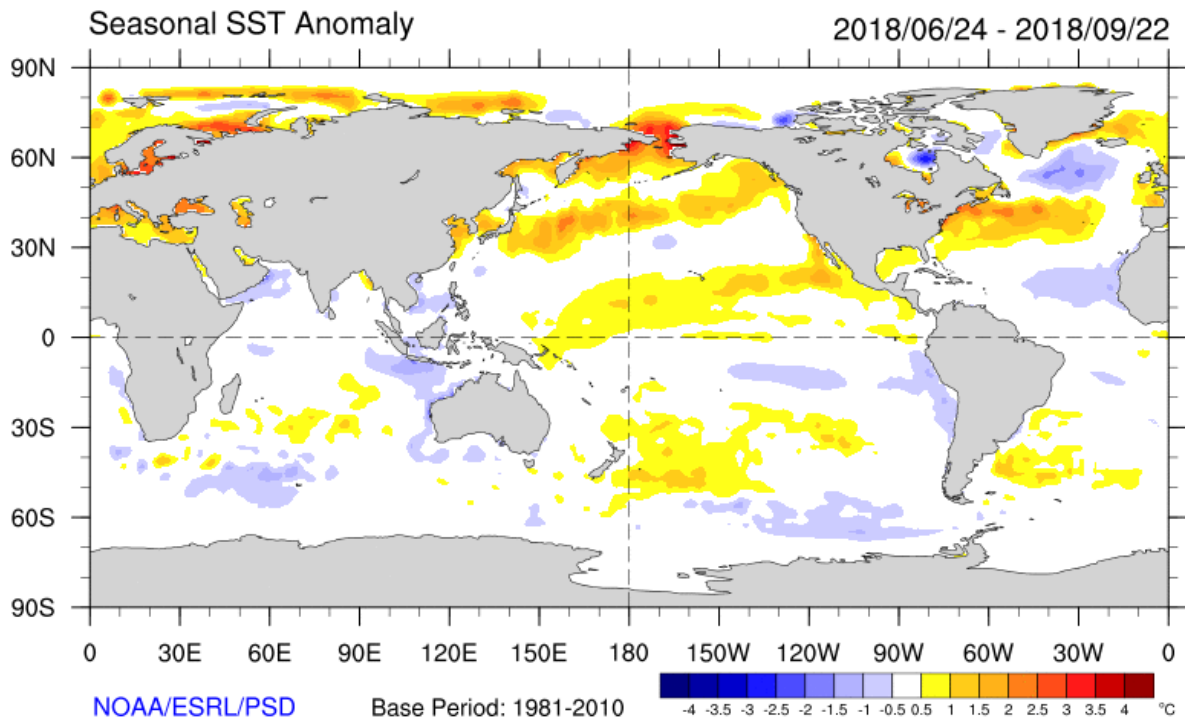 Seasonal SST Anomaly 2018/06/24 - 2018/09/22
90N
60N
30N
0
30S
60S
90S
0 30E 60E 90E 120E 150E 180 150W 120W 90W 60W 30W 0
-4 -3.5 -3 -2.5 -2 -1.5 -1 -0.5 0.5 1 1.5 2 2.5 3 3.5 4 °C
NOAA/ESRL/PSD Base Period: 1981-2010